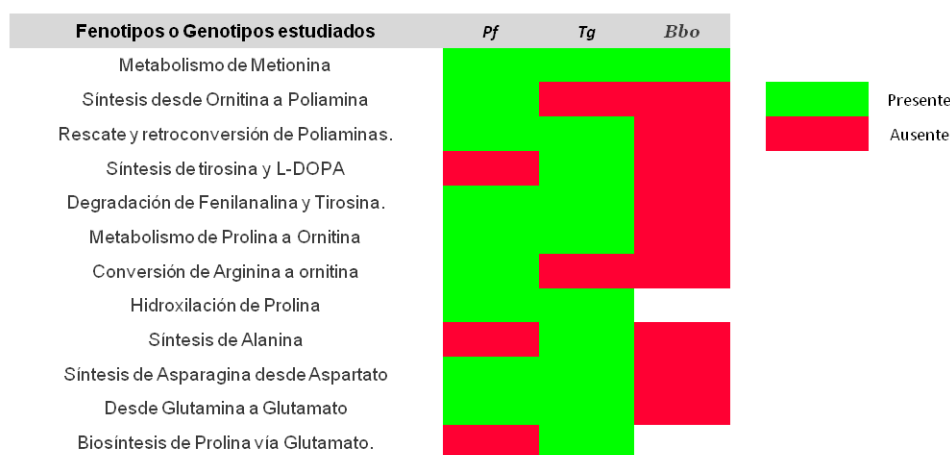 Fenotipos o Genotipos estudiados Pf Tg Bbo
Metabolismo de Metionina
Síntesis desde Ornitina a Poliamina
Rescate y retroconversión de Poliaminas.
Síntesis de tirosina y L-DOPA
Degradación de Fenilanalina y Tirosina.
Metabolismo de Prolina a Ornitina
Conversión de Arginina a ornitina
Hidroxilación de Prolina
Síntesis de Alanina
Síntesis de Asparagina desde Aspartato
Desde Glutamina a Glutamato
Biosíntesis de Prolina vía Glutamato.
Presente
Ausente